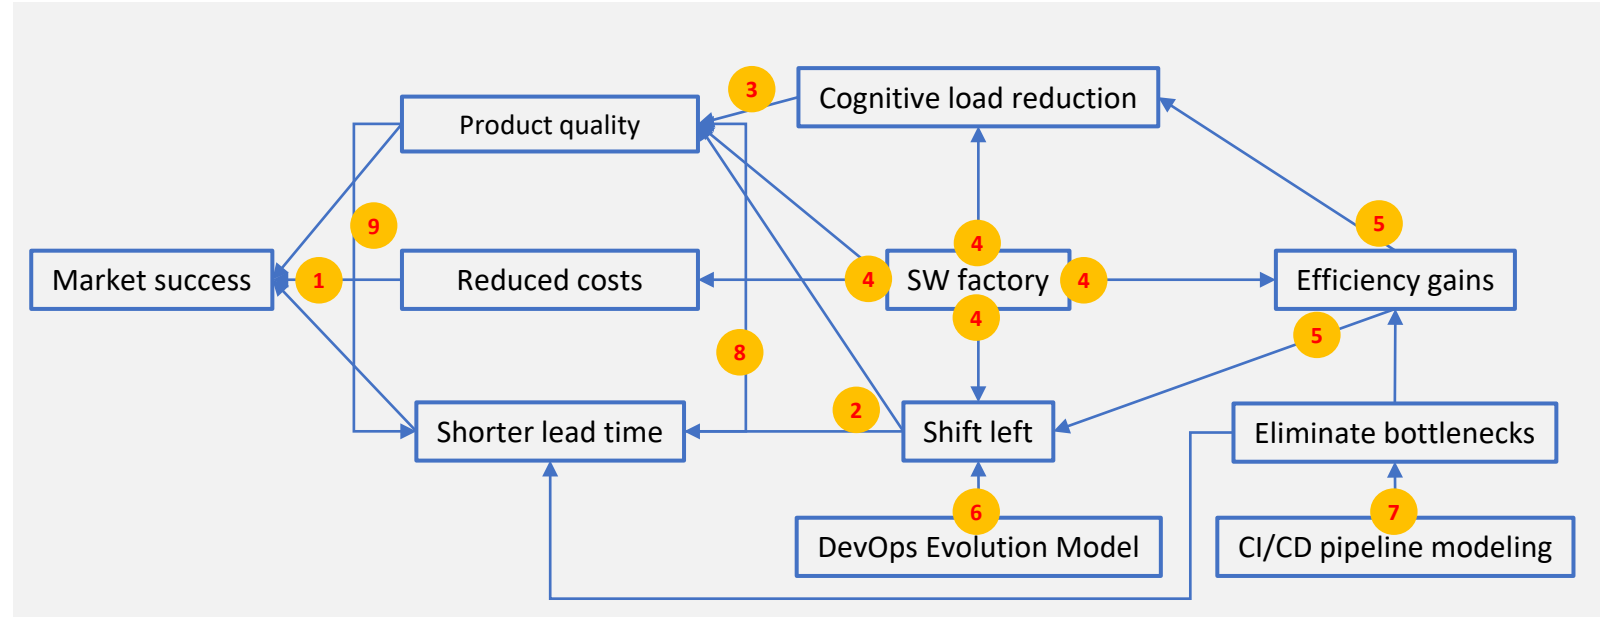 3
Cognitive load reduction
Product quality
9
4
5
Market success
1
Reduced costs
4
SW factory
4
Efficiency gains
4
8
5
2
Shorter lead time
Shift left
Eliminate bottlenecks
6
7
DevOps Evolution Model
CI/CD pipeline modeling